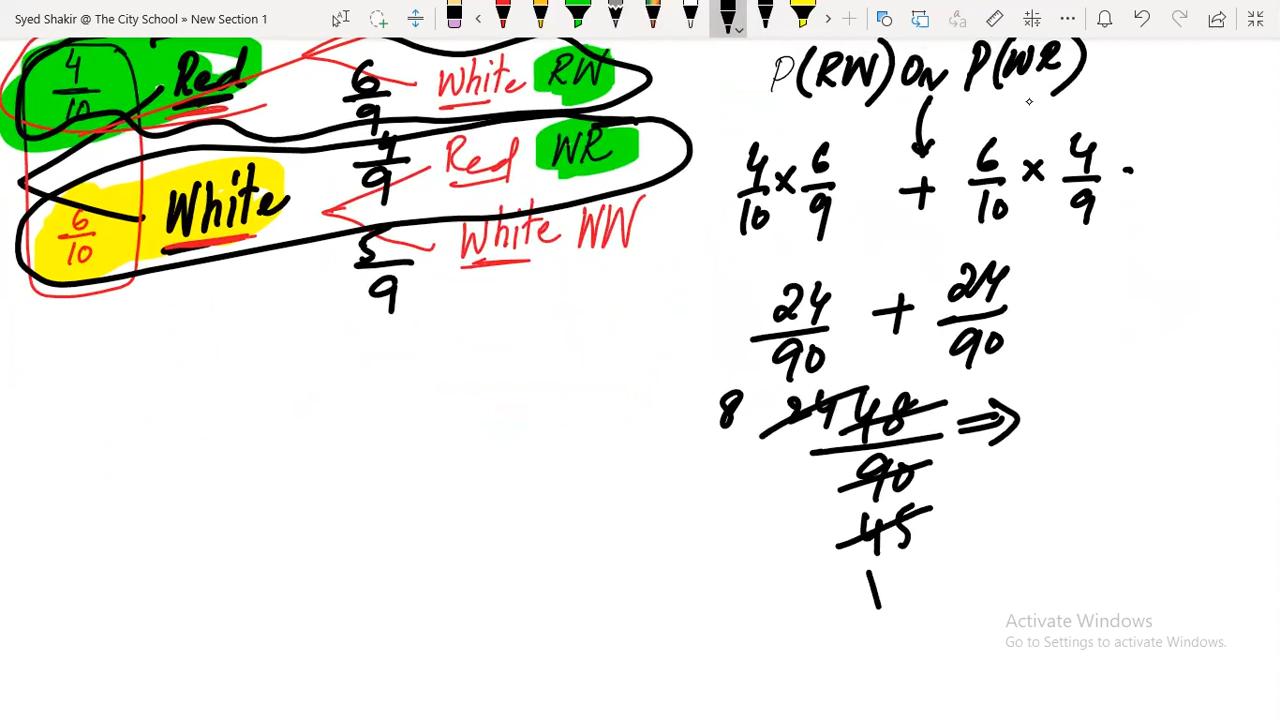 Syed Shakir @ The City School » New Section 1
4/10 Red
6/9 White RW
4/9 Red WR
6/10 White
5/9 White WW
P(RW) OR P(WR)
4/10 × 6/9 + 6/10 × 4/9
24/90 + 24/90
8 24 48/90 ⇒
45
1
Activate Windows
Go to Settings to activate Windows.